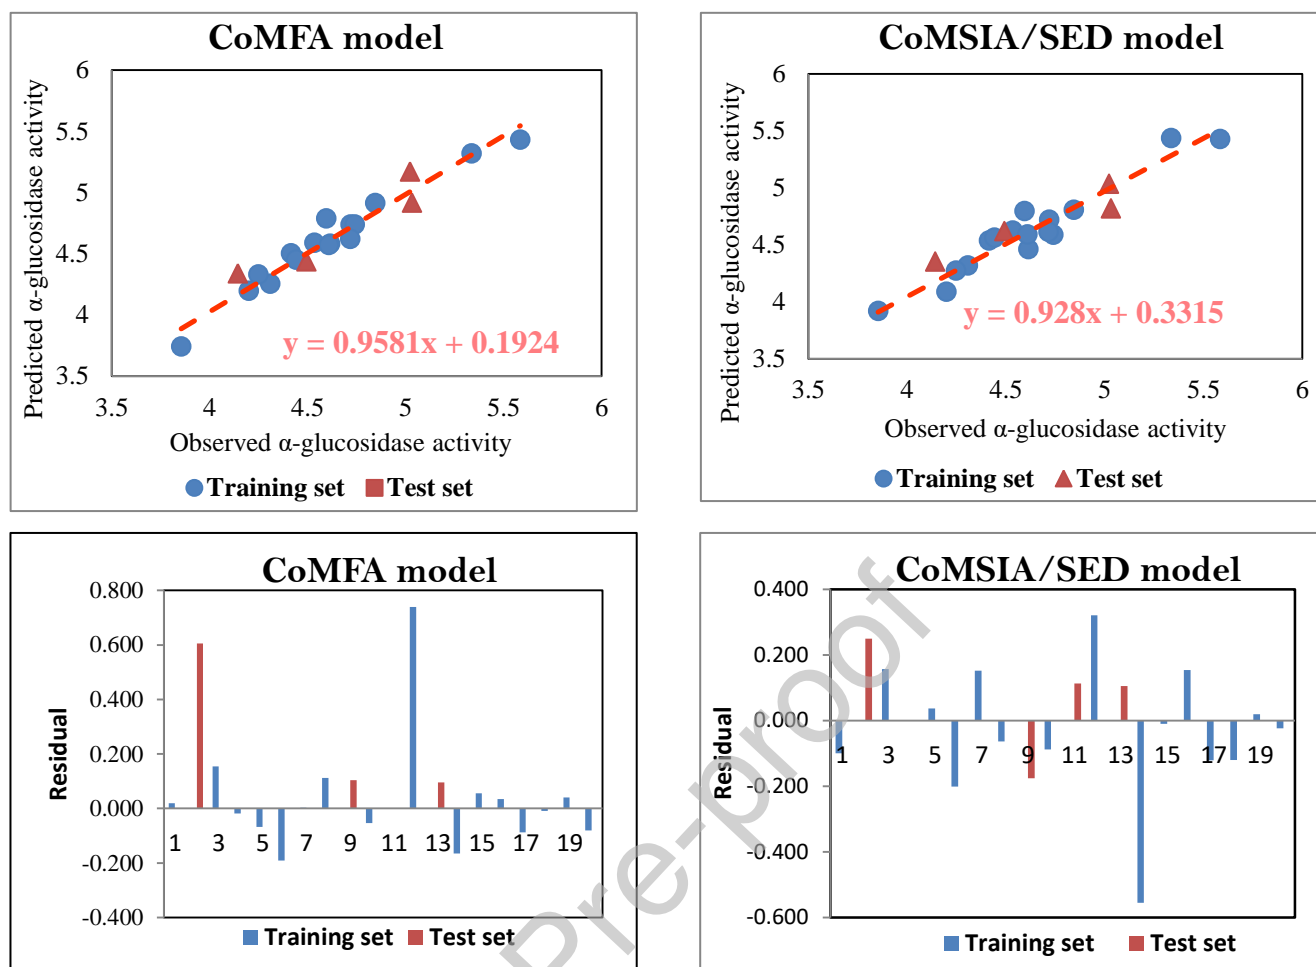 CoMFA model
Predicted α-glucosidase activity
6
5.5
5
4.5
4
3.5
y = 0.9581x + 0.1924
3.5 4 4.5 5 5.5 6
Observed α-glucosidase activity
Training set Test set
CoMSIA/SED model
Predicted α-glucosidase activity
6
5.5
5
4.5
4
3.5
y = 0.928x + 0.3315
3.5 4 4.5 5 5.5 6
Observed α-glucosidase activity
Training set Test set
CoMFA model
Residual
0.800
0.600
0.400
0.200
0.000
-0.200
-0.400
1 3 5 7 9 11 13 15 17 19
Training set Test set
CoMSIA/SED model
Residual
0.400
0.200
0.000
-0.200
-0.400
-0.600
1 3 5 7 9 11 13 15 17 19
Training set Test set
Pre-proof